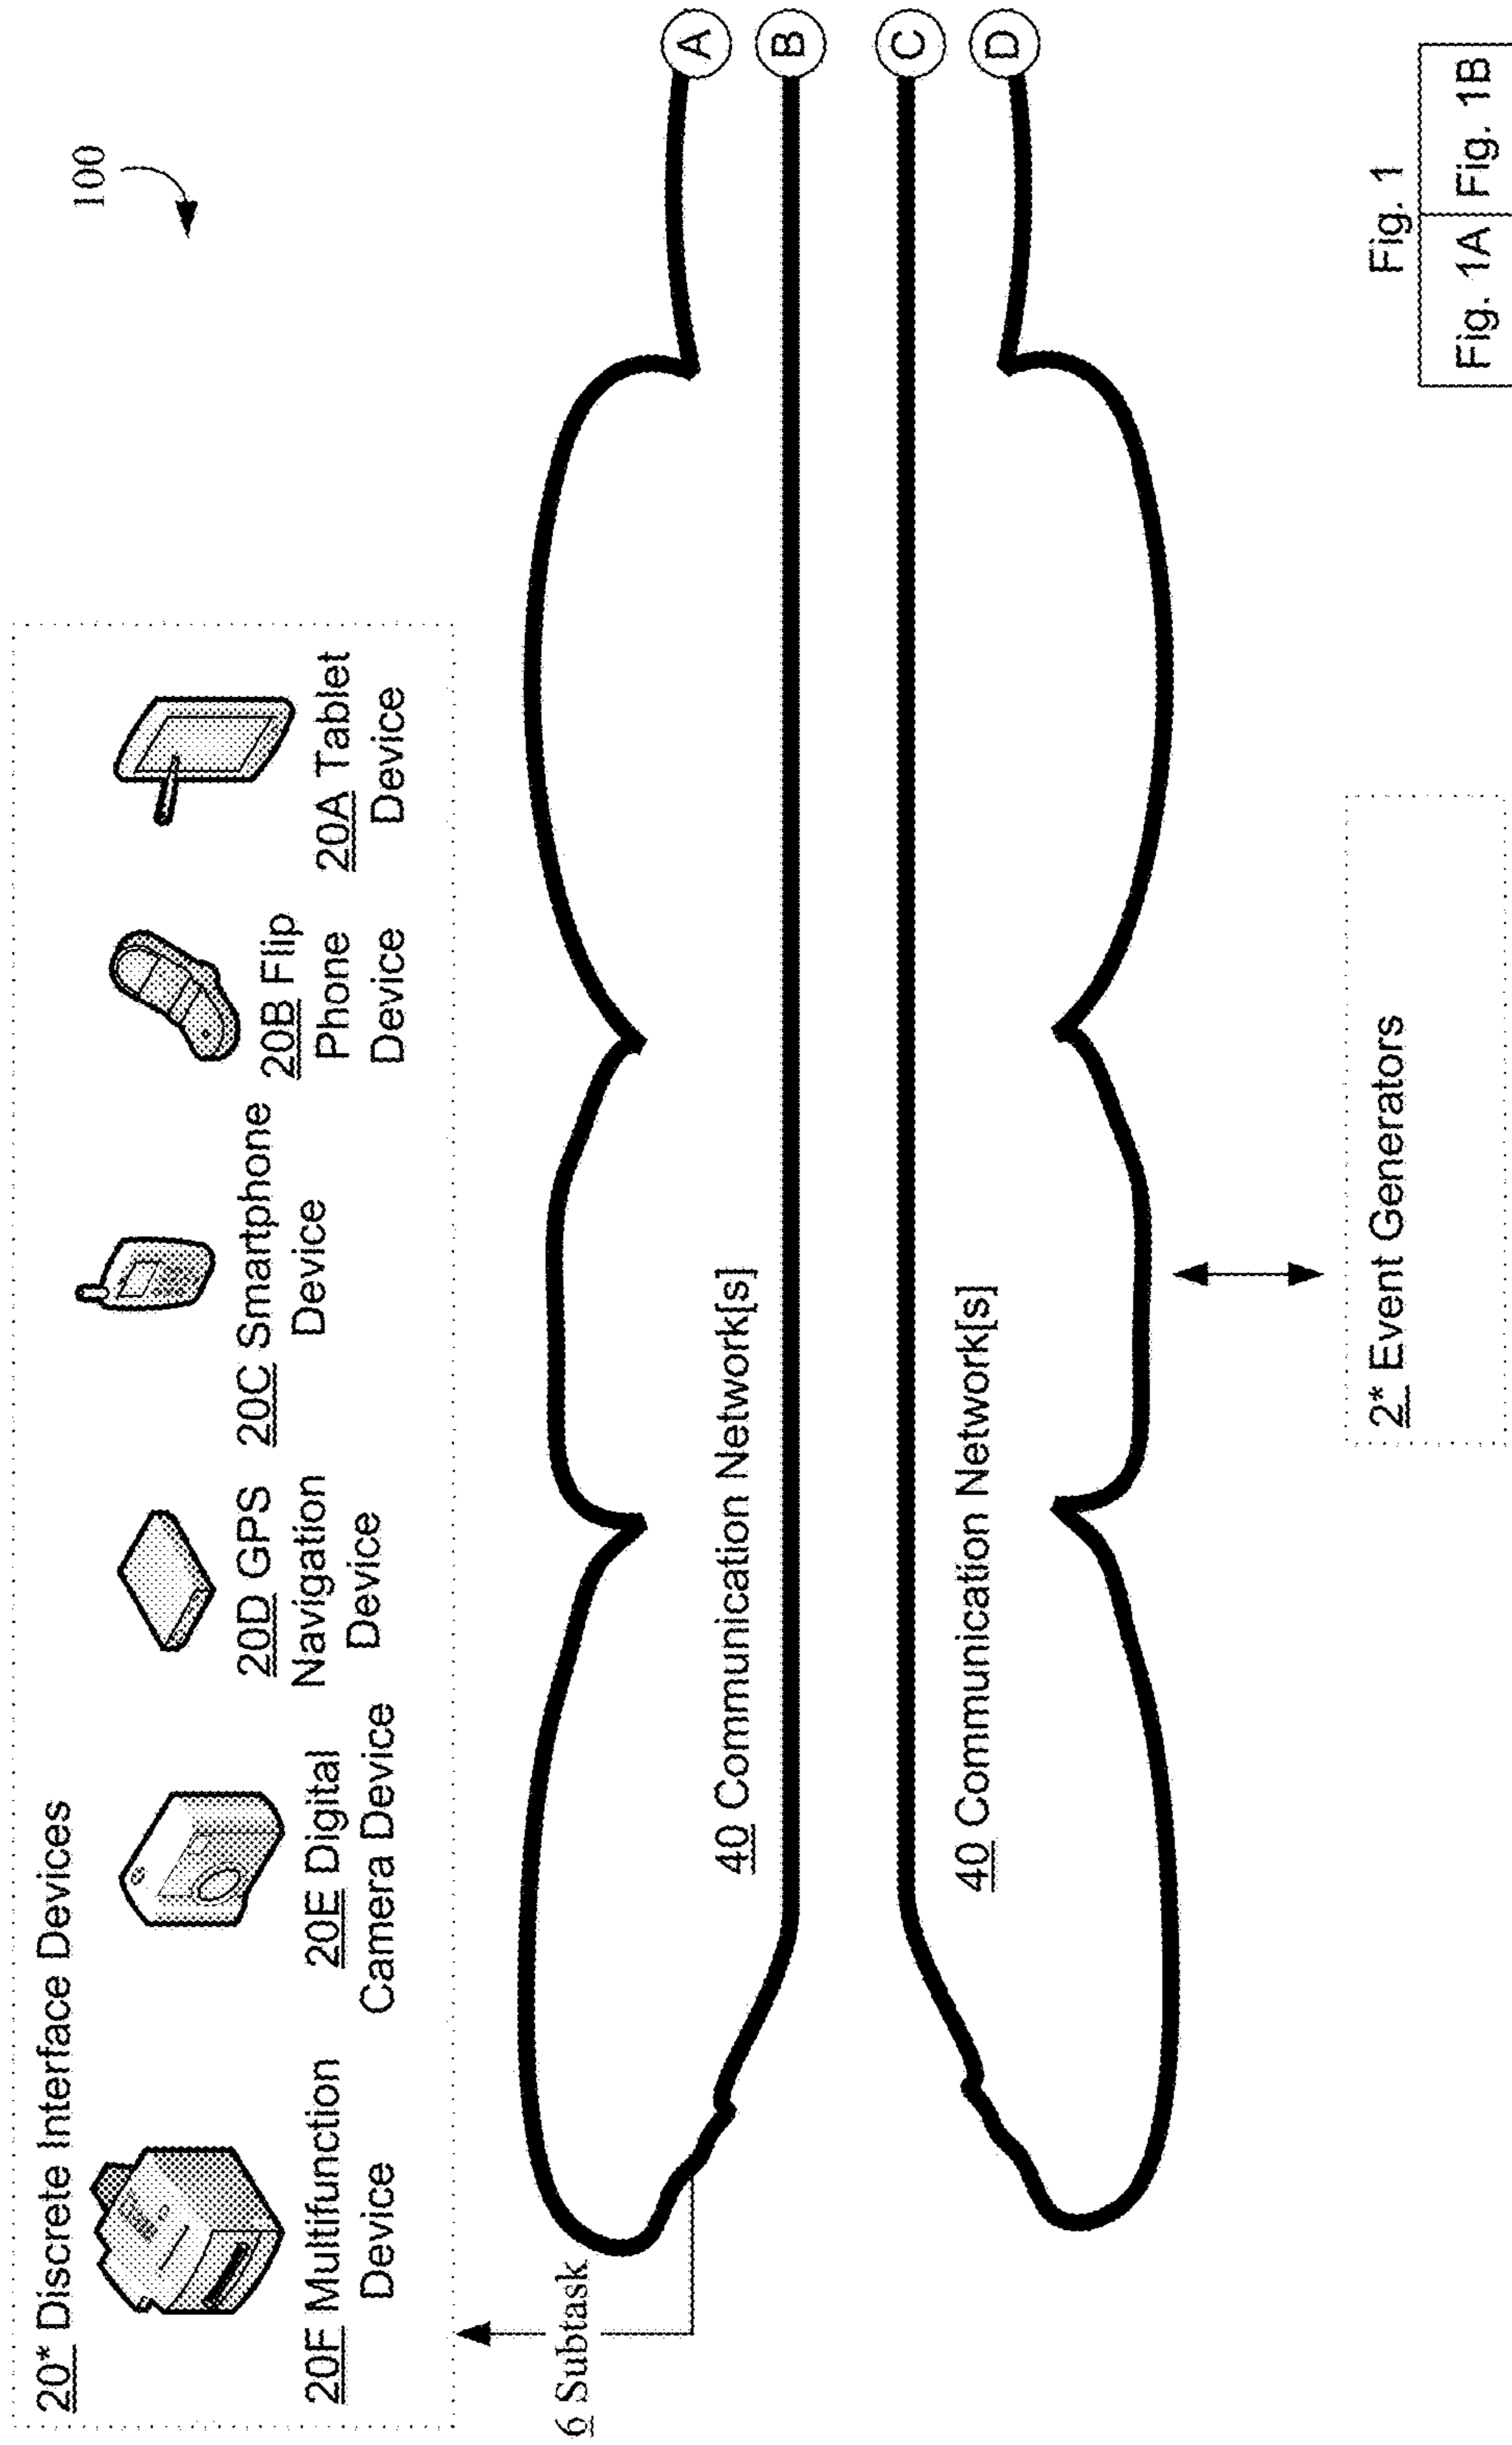 100
20* Discrete Interface Devices
20F Multifunction
Device
20E Digital
Camera Device
20D GPS
Navigation
Device
20C Smartphone
Device
20B Flip
Phone
Device
20A Tablet
Device
6 Subtask
40 Communication Network[s]
40 Communication Network[s]
A
B
C
D
2* Event Generators
Fig. 1
Fig. 1A Fig. 1B